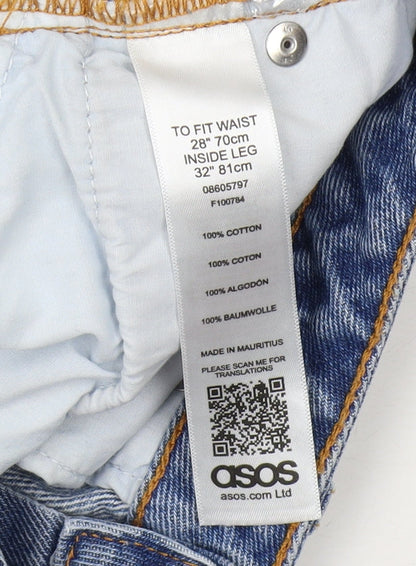 TO FIT WAIST
28" 70cm
INSIDE LEG
32" 81cm
08605797
F100784
100% COTTON
100% COTON
100% ALGODÓN
100% BAUMWOLLE
MADE IN MAURITIUS
PLEASE SCAN ME FOR
TRANSLATIONS
asos
asos.com Ltd